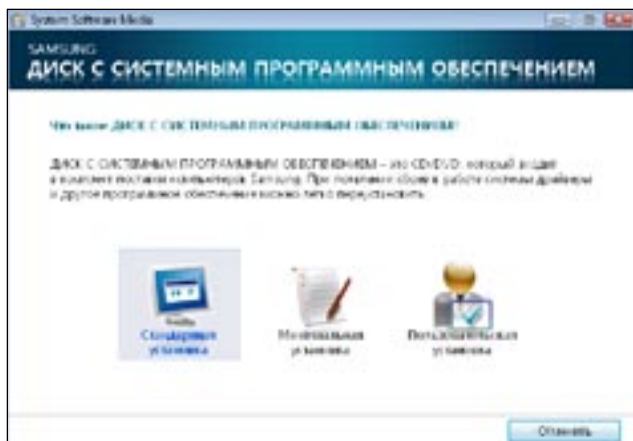 System Software Media
SAMSUNG
ДИСК С СИСТЕМНЫМ ПРОГРАММНЫМ ОБЕСПЕЧЕНИЕМ
Что такое ДИСК С СИСТЕМНЫМ ПРОГРАММНЫМ ОБЕСПЕЧЕНИЕМ?
ДИСК С СИСТЕМНЫМ ПРОГРАММНЫМ ОБЕСПЕЧЕНИЕМ – это CD/DVD, который входит
в комплект поставки компьютеров Samsung. При появлении сбоев в работе системы драйверы
и другое программное обеспечение можно легко переустановить.
Стандартная
установка
Минимальная
установка
Пользовательская
установка
Отменить